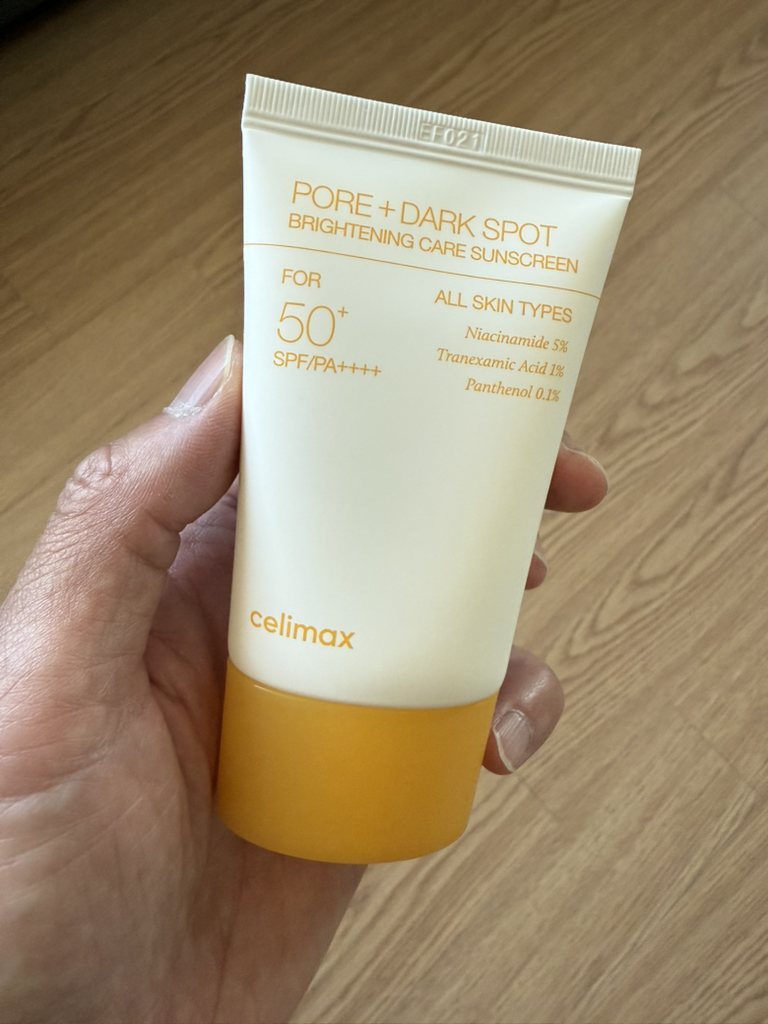 EF021
PORE + DARK SPOT
BRIGHTENING CARE SUNSCREEN
FOR
50+
SPF/PA++++
ALL SKIN TYPES
Niacinamide 5%
Tranexamic Acid 1%
Panthenol 0.1%
celimax